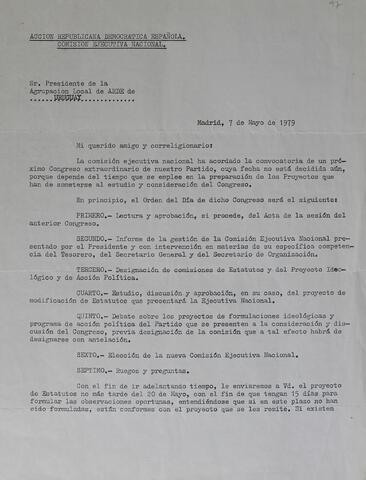 47
ACCION REPUBLICANA DEMOCRATICA ESPAÑOLA.
COMISION EJECUTIVA NACIONAL.
Sr. Presidente de la
Agrupacion Local de ARDE de
......URUGUAY..............
Madrid, 7 de Mayo de 1979
Mi querido amigo y correligionario:
La comisión ejecutiva nacional ha acordado la convocatoria de un pró-
ximo Congreso extraordinario de nuestro Partido, cuya fecha no está decidida aún,
porque depende del tiempo que se emplee en la preparación de los Proyectos que
han de someterse al estudio y consideración del Congreso.
En principio, el Orden del Día de dicho Congreso será el siguiente:
PRIMERO.- Lectura y aprobación, si procede, del Acta de la sesión del
anterior Congreso.
SEGUNDO.- Informe de la gestión de la Comisión Ejecutiva Nacional pre-
sentado por el Presidente y con intervención en materias de su específica competen-
cia del Tesorero, del Secretario General y del Secretario de Organización.
TERCERO.- Designación de comisiones de Estatutos y del Proyecto Ideo-
lógico y de Acción Política.
CUARTO.- Estudio, discusión y aprobación, en su caso, del proyecto de
modificación de Estatutos que presentará la Ejecutiva Nacional.
QUINTO.- Debate sobre los proyectos de formulaciones ideológicas y
programa de acción política del Partido que se presenten a la consideración y dis-
cusión del Congreso, previa designación de la comisión que a tal efecto habrá de
designarse con antelación.
SEXTO.- Elección de la nueva Comisión Ejecutiva Nacional.
SEPTIMO.- Ruegos y preguntas.
Con el fin de ir adelantando tiempo, le enviaremos a Vd. el proyecto
de Estatutos no más tarde del 20 de Mayo, con el fin de que tengan 15 días para
formular las observaciones oportunas, entendiéndose que si en este plazo no han
sido formuladas, están conformes con el proyecto que se les remite. Si existen